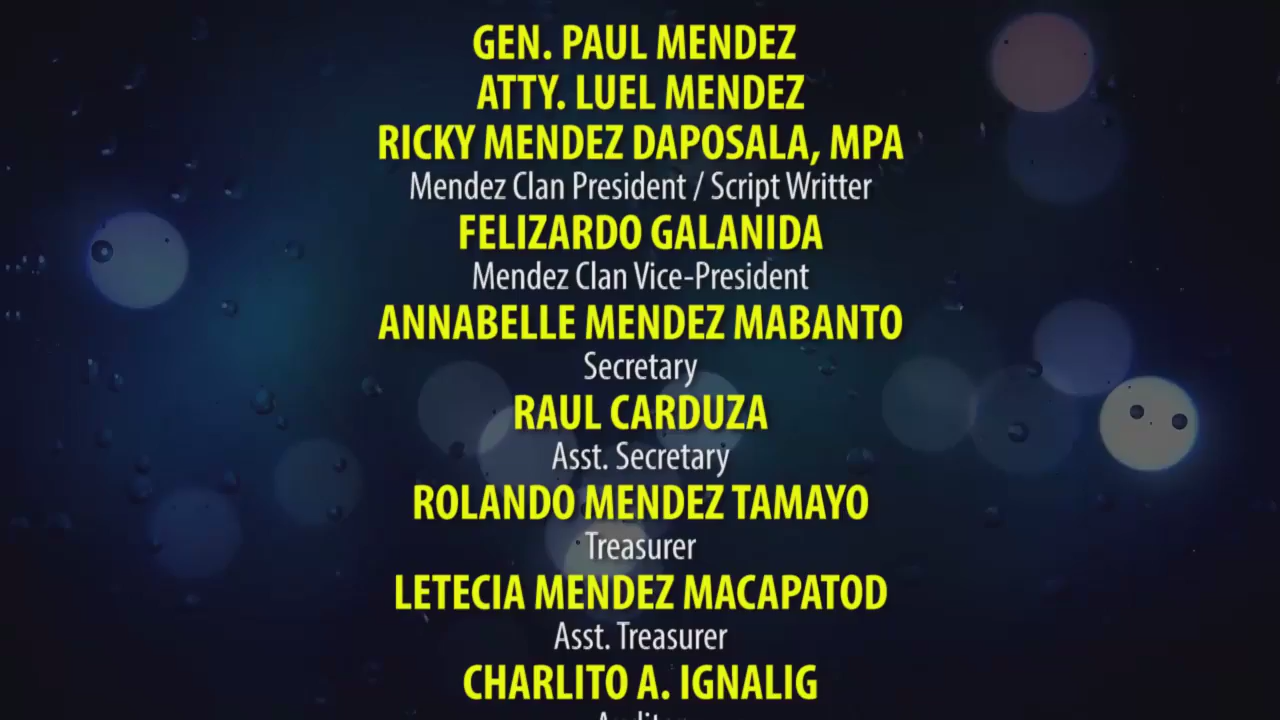 GEN. PAUL MENDEZ
ATTY. LUEL MENDEZ
RICKY MENDEZ DAPOSALA, MPA
Mendez Clan President / Script Writter
FELIZARDO GALANIDA
Mendez Clan Vice-President
ANNABELLE MENDEZ MABANTO
Secretary
RAUL CARDUZA
Asst. Secretary
ROLANDO MENDEZ TAMAYO
Treasurer
LETECIA MENDEZ MACAPATOD
Asst. Treasurer
CHARLITO A. IGNALIG